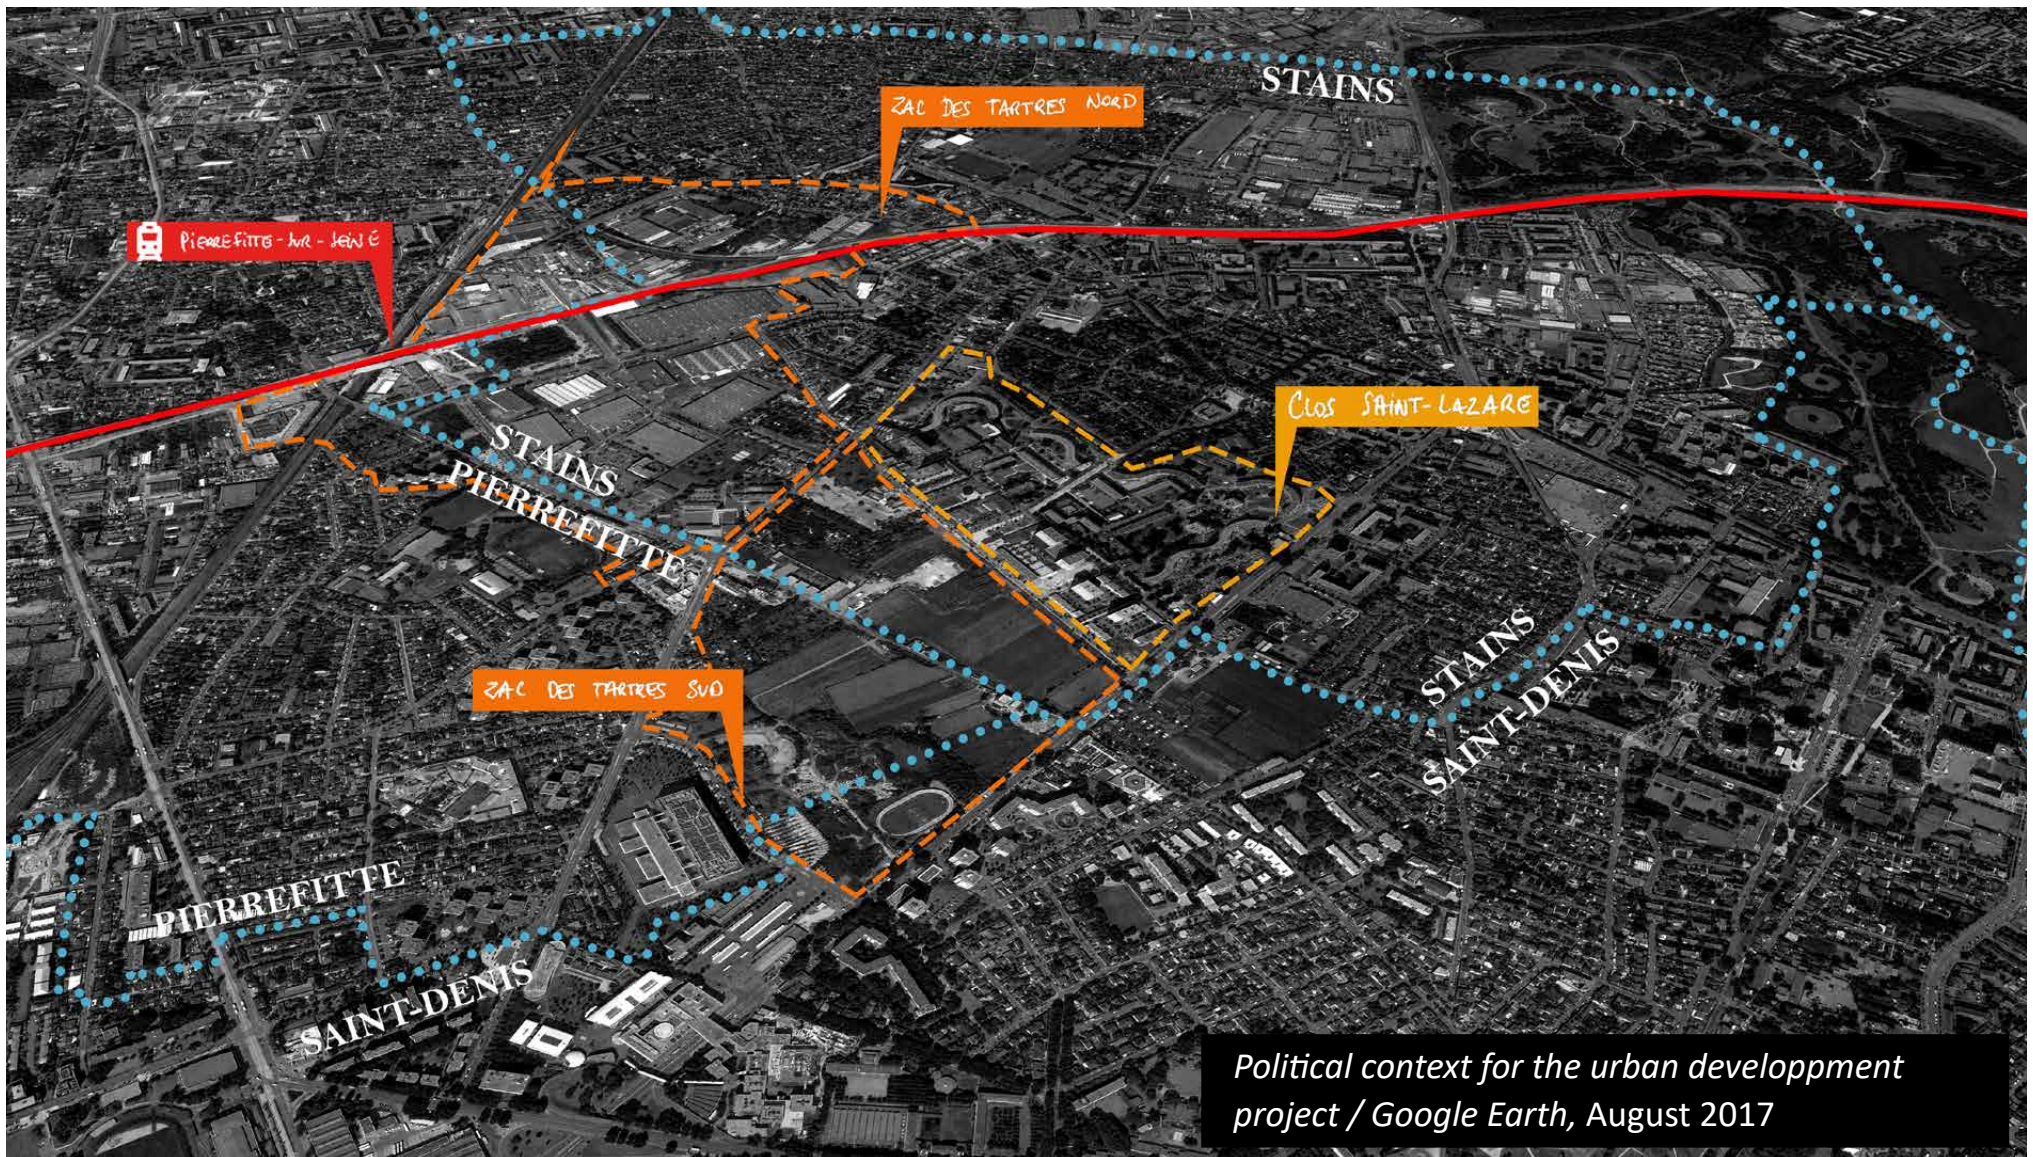 STAINS
ZAC DES TARTRES NORD
PIERREFITTE-SUR-SEINE
CLOS SAINT-LAZARE
STAINS
PIERREFITTE
STAINS
SAINT-DENIS
ZAC DES TARTRES SUD
PIERREFITTE
SAINT-DENIS
Political context for the urban developpment
project / Google Earth, August 2017